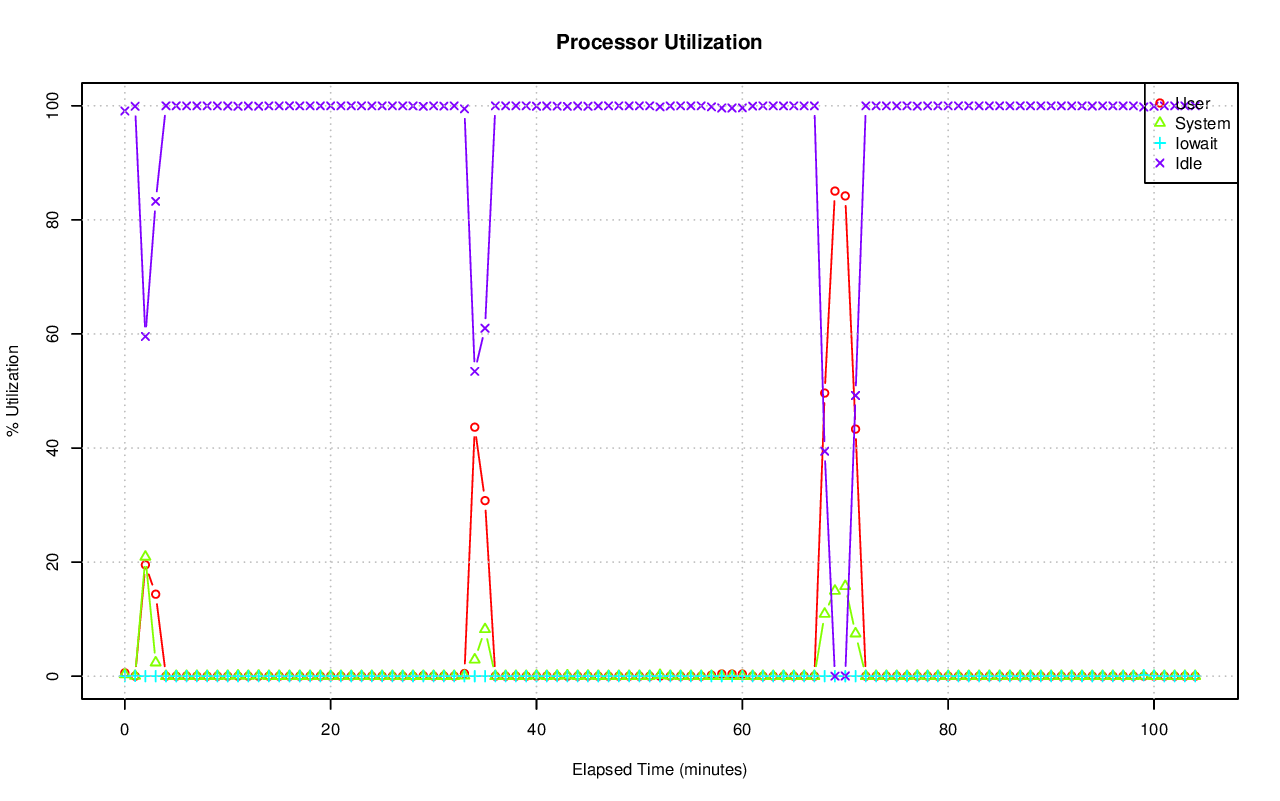 Processor Utilization
% Utilization
100
80
60
40
20
0
User
System
Iowait
Idle
0 20 40 60 80 100
Elapsed Time (minutes)